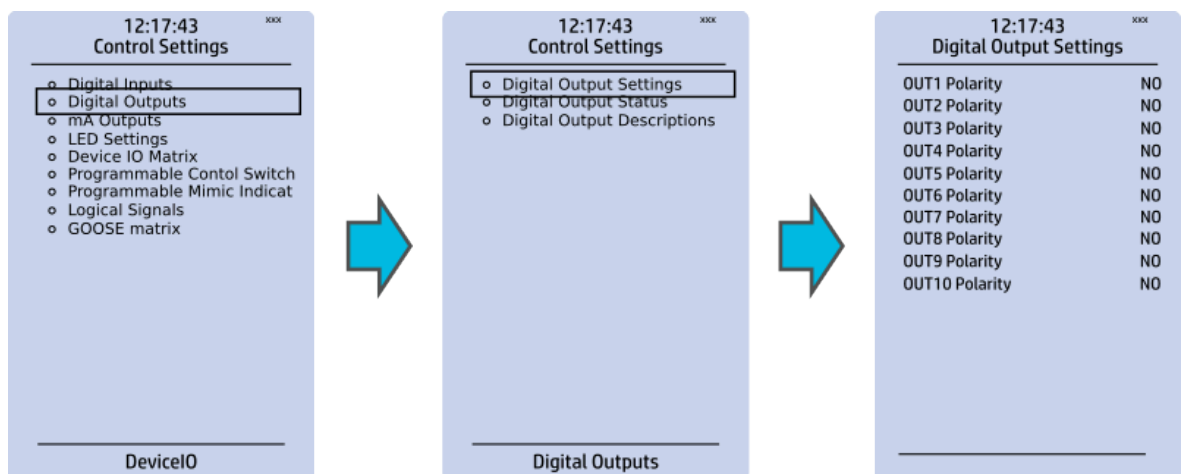 12:17:43 xxx
Control Settings
Digital Inputs
Digital Outputs
mA Outputs
LED Settings
Device IO Matrix
Programmable Contol Switch
Programmable Mimic Indicat
Logical Signals
GOOSE matrix
DeviceIO
12:17:43 xxx
Control Settings
Digital Output Settings
Digital Output Status
Digital Output Descriptions
Digital Outputs
12:17:43 xxx
Digital Output Settings
OUT1 Polarity NO
OUT2 Polarity NO
OUT3 Polarity NO
OUT4 Polarity NO
OUT5 Polarity NO
OUT6 Polarity NO
OUT7 Polarity NO
OUT8 Polarity NO
OUT9 Polarity NO
OUT10 Polarity NO